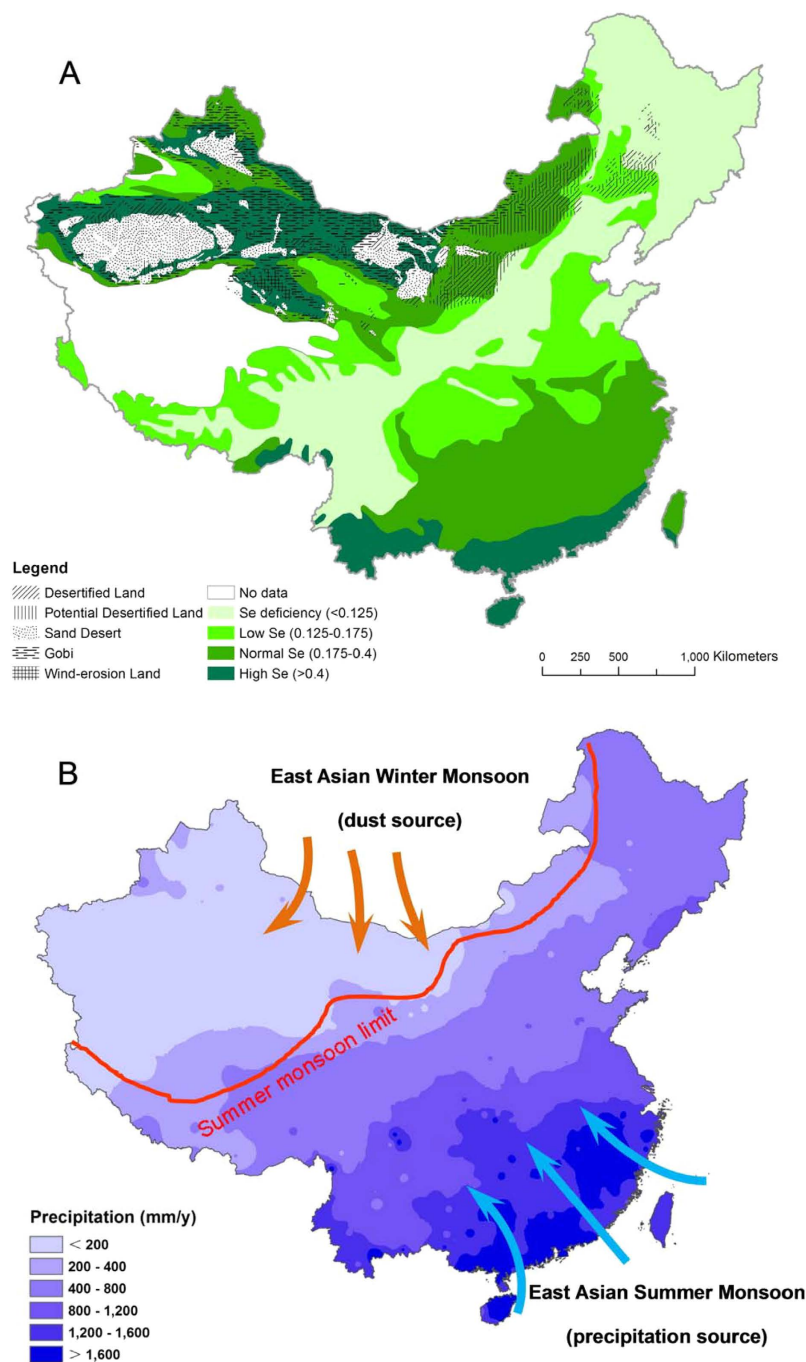 A
Legend
Desertified Land
Potential Desertified Land
Sand Desert
Gobi
Wind-erosion Land
No data
Se deficiency (<0.125)
Low Se (0.125-0.175)
Normal Se (0.175-0.4)
High Se (>0.4)
0 250 500 1,000 Kilometers
B
East Asian Winter Monsoon
(dust source)
Summer monsoon limit
Precipitation (mm/y)
< 200
200 - 400
400 - 800
800 - 1,200
1,200 - 1,600
> 1,600
East Asian Summer Monsoon
(precipitation source)